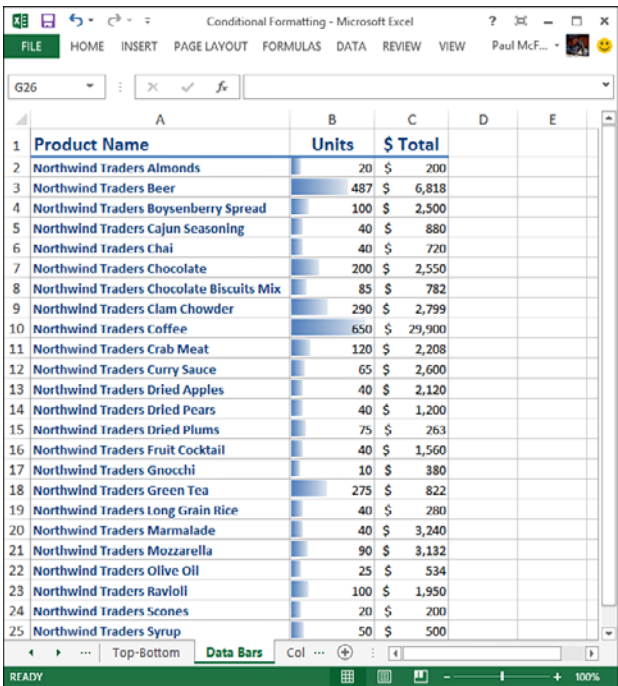 Conditional Formatting - Microsoft Excel ?
FILE HOME INSERT PAGE LAYOUT FORMULAS DATA REVIEW VIEW Paul McF...
G26 fx
A B C D E
1 Product Name Units $ Total
2 Northwind Traders Almonds 20 $ 200
3 Northwind Traders Beer 487 $ 6,818
4 Northwind Traders Boysenberry Spread 100 $ 2,500
5 Northwind Traders Cajun Seasoning 40 $ 880
6 Northwind Traders Chai 40 $ 720
7 Northwind Traders Chocolate 200 $ 2,550
8 Northwind Traders Chocolate Biscuits Mix 85 $ 782
9 Northwind Traders Clam Chowder 290 $ 2,799
10 Northwind Traders Coffee 650 $ 29,900
11 Northwind Traders Crab Meat 120 $ 2,208
12 Northwind Traders Curry Sauce 65 $ 2,600
13 Northwind Traders Dried Apples 40 $ 2,120
14 Northwind Traders Dried Pears 40 $ 1,200
15 Northwind Traders Dried Plums 75 $ 263
16 Northwind Traders Fruit Cocktail 40 $ 1,560
17 Northwind Traders Gnocchi 10 $ 380
18 Northwind Traders Green Tea 275 $ 822
19 Northwind Traders Long Grain Rice 40 $ 280
20 Northwind Traders Marmalade 40 $ 3,240
21 Northwind Traders Mozzarella 90 $ 3,132
22 Northwind Traders Olive Oil 25 $ 534
23 Northwind Traders Ravioli 100 $ 1,950
24 Northwind Traders Scones 20 $ 200
25 Northwind Traders Syrup 50 $ 500
... Top-Bottom Data Bars Col ...
READY 100%